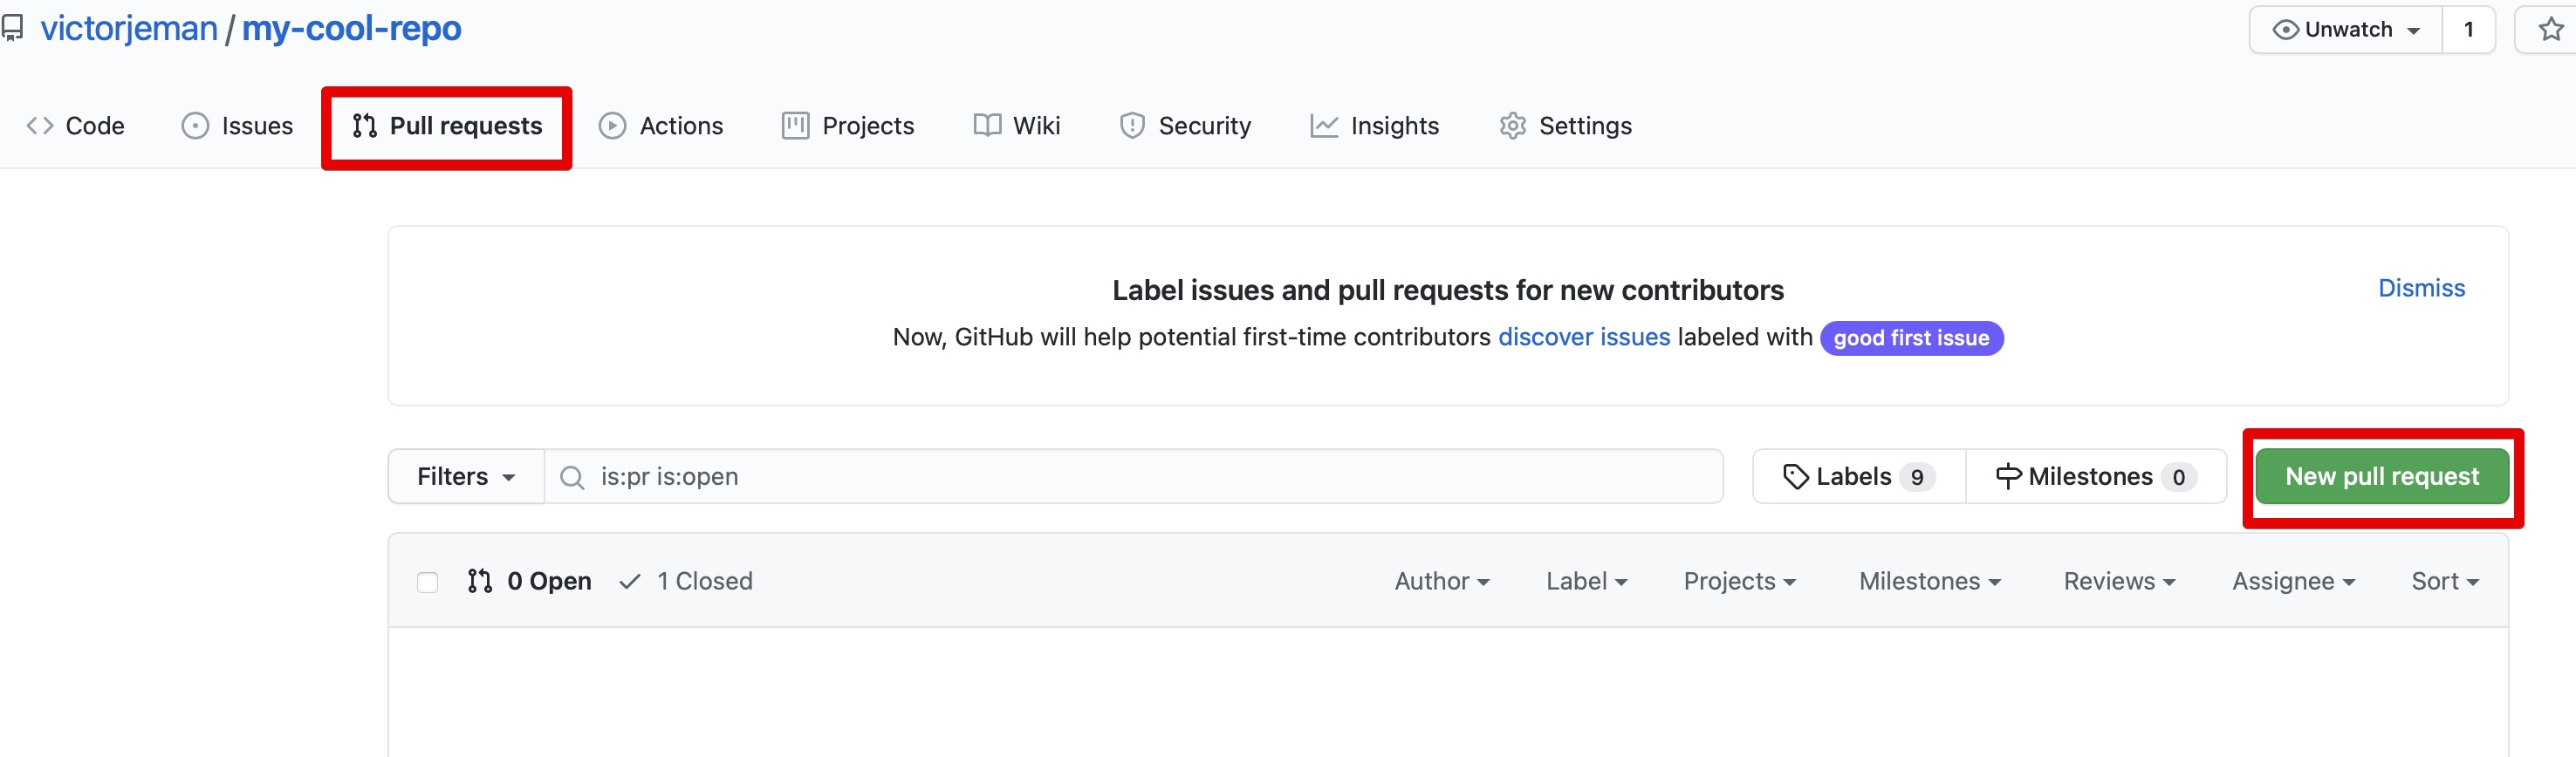 victorjeman / my-cool-repo
Unwatch 1
Code Issues Pull requests Actions Projects Wiki Security Insights Settings
Label issues and pull requests for new contributors
Dismiss
Now, GitHub will help potential first-time contributors discover issues labeled with good first issue
Filters is:pr is:open Labels 9 Milestones 0 New pull request
0 Open 1 Closed Author Label Projects Milestones Reviews Assignee Sort